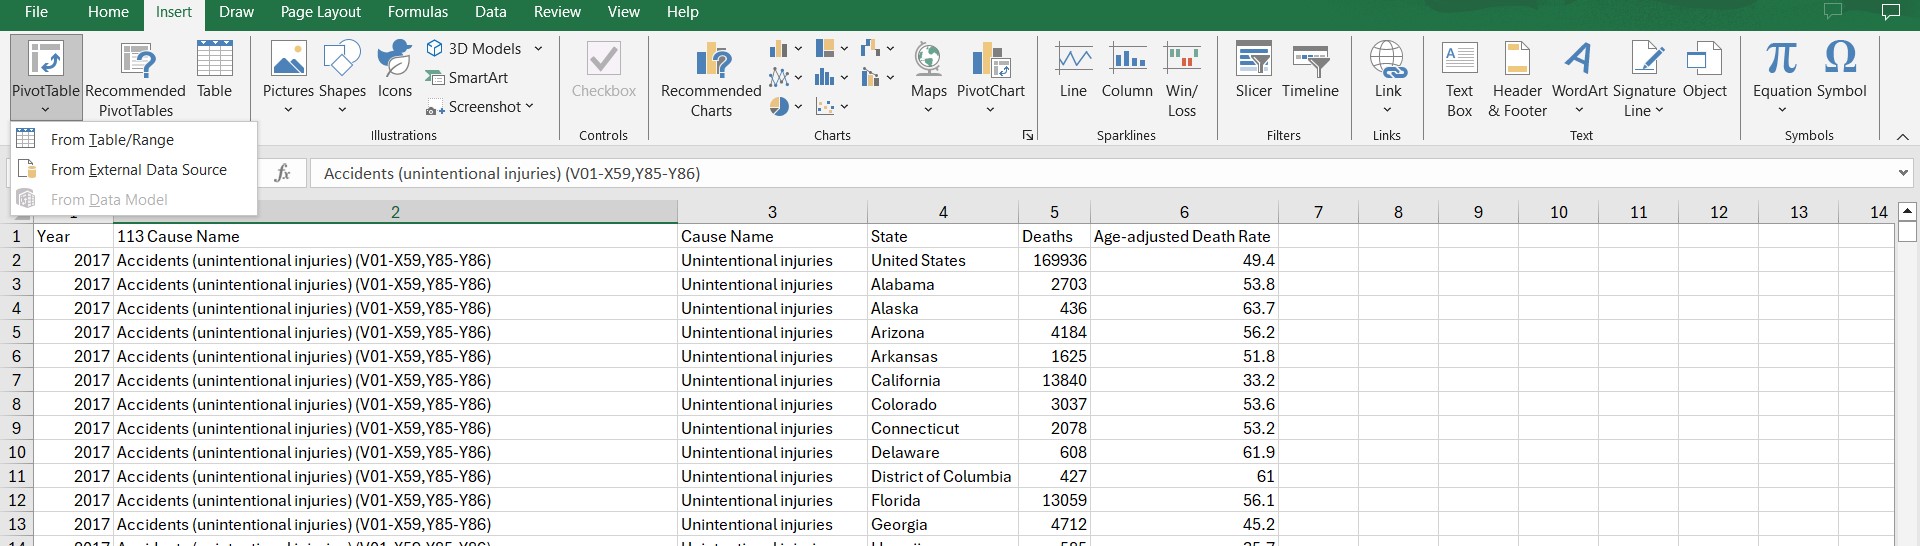 File Home Insert Draw Page Layout Formulas Data Review View Help
PivotTable Recommended PivotTables Table
Pictures Shapes Icons 3D Models SmartArt Screenshot
Illustrations
Checkbox
Controls
Recommended Charts Maps PivotChart
Charts
Line Column Win/ Loss
Sparklines
Slicer Timeline
Filters
Link
Links
Text Box Header & Footer WordArt Signature Line Object
Text
Equation Symbol
Symbols
From Table/Range
From External Data Source
From Data Model
fx Accidents (unintentional injuries) (V01-X59,Y85-Y86)
2 3 4 5 6 7 8 9 10 11 12 13 14
1 Year 113 Cause Name Cause Name State Deaths Age-adjusted Death Rate
2 2017 Accidents (unintentional injuries) (V01-X59,Y85-Y86) Unintentional injuries United States 169936 49.4
3 2017 Accidents (unintentional injuries) (V01-X59,Y85-Y86) Unintentional injuries Alabama 2703 53.8
4 2017 Accidents (unintentional injuries) (V01-X59,Y85-Y86) Unintentional injuries Alaska 436 63.7
5 2017 Accidents (unintentional injuries) (V01-X59,Y85-Y86) Unintentional injuries Arizona 4184 56.2
6 2017 Accidents (unintentional injuries) (V01-X59,Y85-Y86) Unintentional injuries Arkansas 1625 51.8
7 2017 Accidents (unintentional injuries) (V01-X59,Y85-Y86) Unintentional injuries California 13840 33.2
8 2017 Accidents (unintentional injuries) (V01-X59,Y85-Y86) Unintentional injuries Colorado 3037 53.6
9 2017 Accidents (unintentional injuries) (V01-X59,Y85-Y86) Unintentional injuries Connecticut 2078 53.2
10 2017 Accidents (unintentional injuries) (V01-X59,Y85-Y86) Unintentional injuries Delaware 608 61.9
11 2017 Accidents (unintentional injuries) (V01-X59,Y85-Y86) Unintentional injuries District of Columbia 427 61
12 2017 Accidents (unintentional injuries) (V01-X59,Y85-Y86) Unintentional injuries Florida 13059 56.1
13 2017 Accidents (unintentional injuries) (V01-X59,Y85-Y86) Unintentional injuries Georgia 4712 45.2